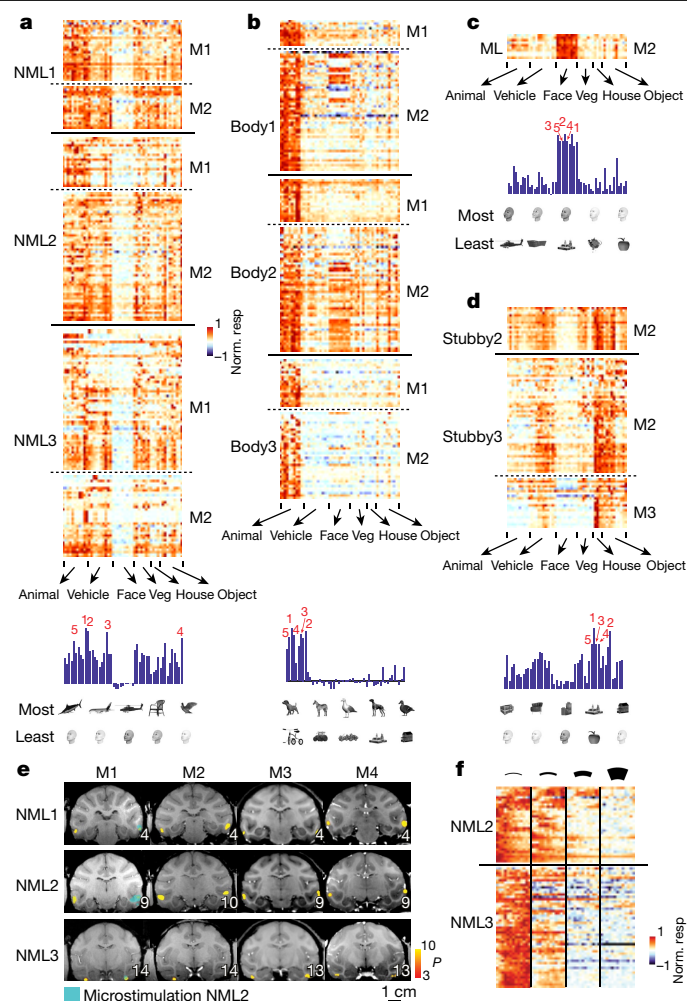 a
NML1
M1
M2
NML2
M1
M2
NML3
M1
M2
1
−1
Norm. resp
Animal Vehicle Face Veg House Object
5 1 2 3 4
Most
Least
b
Body1
M1
M2
Body2
M1
M2
Body3
M1
M2
Animal Vehicle Face Veg House Object
5 1 4 3 2
c
ML
M2
Animal Vehicle Face Veg House Object
3 5 2 4 1
Most
Least
d
Stubby2
M2
Stubby3
M2
M3
Animal Vehicle Face Veg House Object
5 1 3 4 2
e
M1 M2 M3 M4
NML1
4 4 4 4
NML2
9 10 9 9
NML3
14 14 13 13
10
3
P
Microstimulation NML2
1 cm
f
NML2
NML3
1
−1
Norm. resp